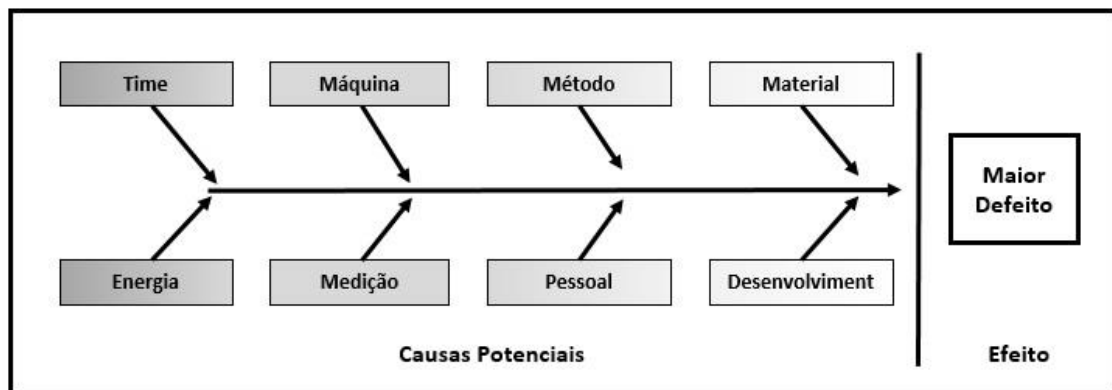 Time
Máquina
Método
Material
Maior
Defeito
Energia
Medição
Pessoal
Desenvolviment
Causas Potenciais
Efeito